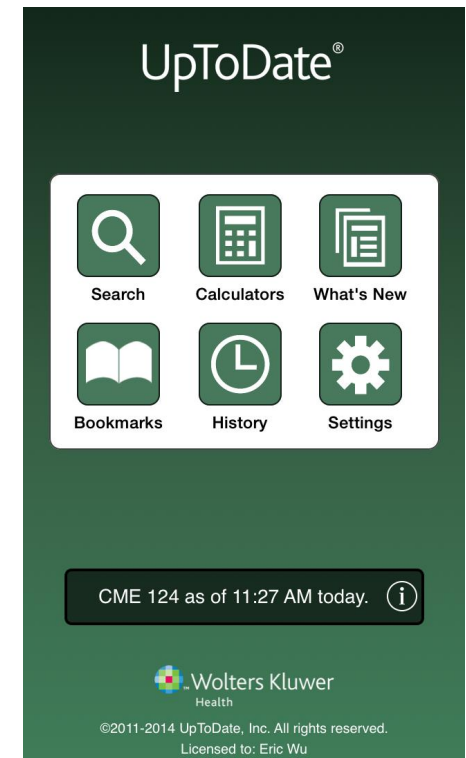 UpToDate®
Search Calculators What's New
Bookmarks History Settings
CME 124 as of 11:27 AM today. i
Wolters Kluwer
Health
©2011-2014 UpToDate, Inc. All rights reserved.
Licensed to: Eric Wu